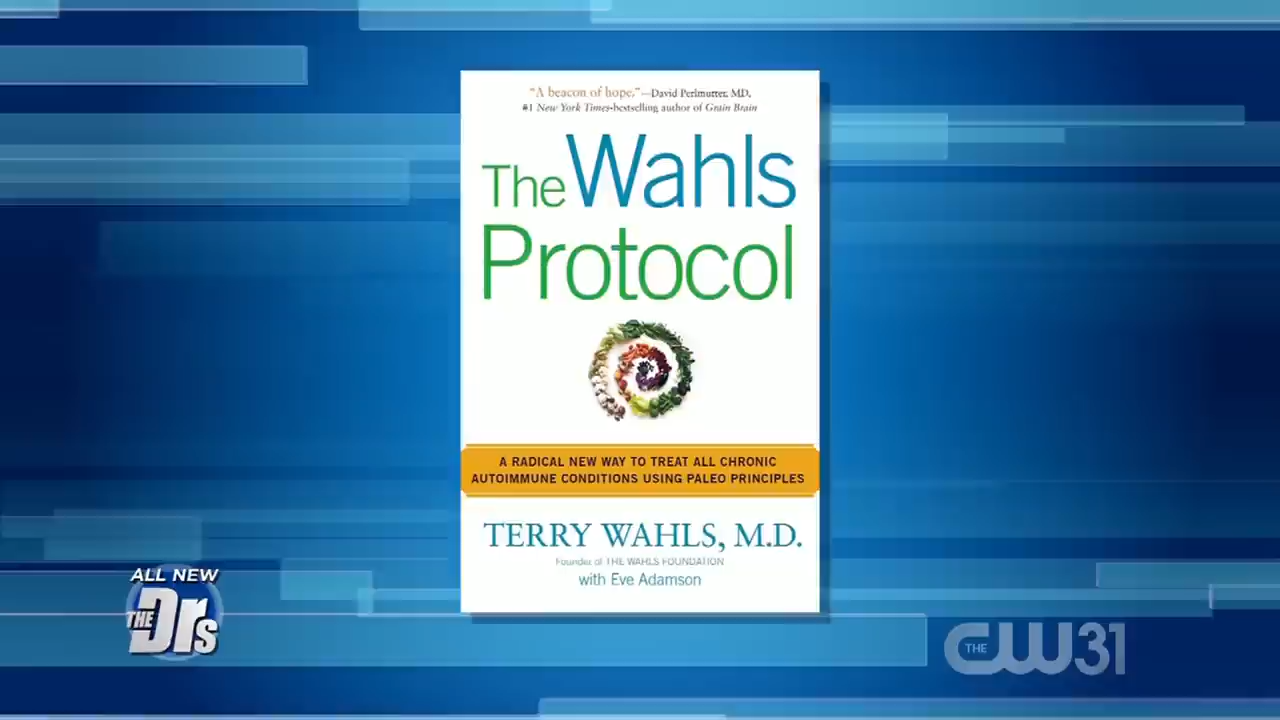 "A beacon of hope."—David Perlmutter, MD,
#1 New York Times-bestselling author of Grain Brain
The Wahls
Protocol
A RADICAL NEW WAY TO TREAT ALL CHRONIC
AUTOIMMUNE CONDITIONS USING PALEO PRINCIPLES
TERRY WAHLS, M.D.
Founder of THE WAHLS FOUNDATION
with Eve Adamson
ALL NEW
THE Drs
THE CW31